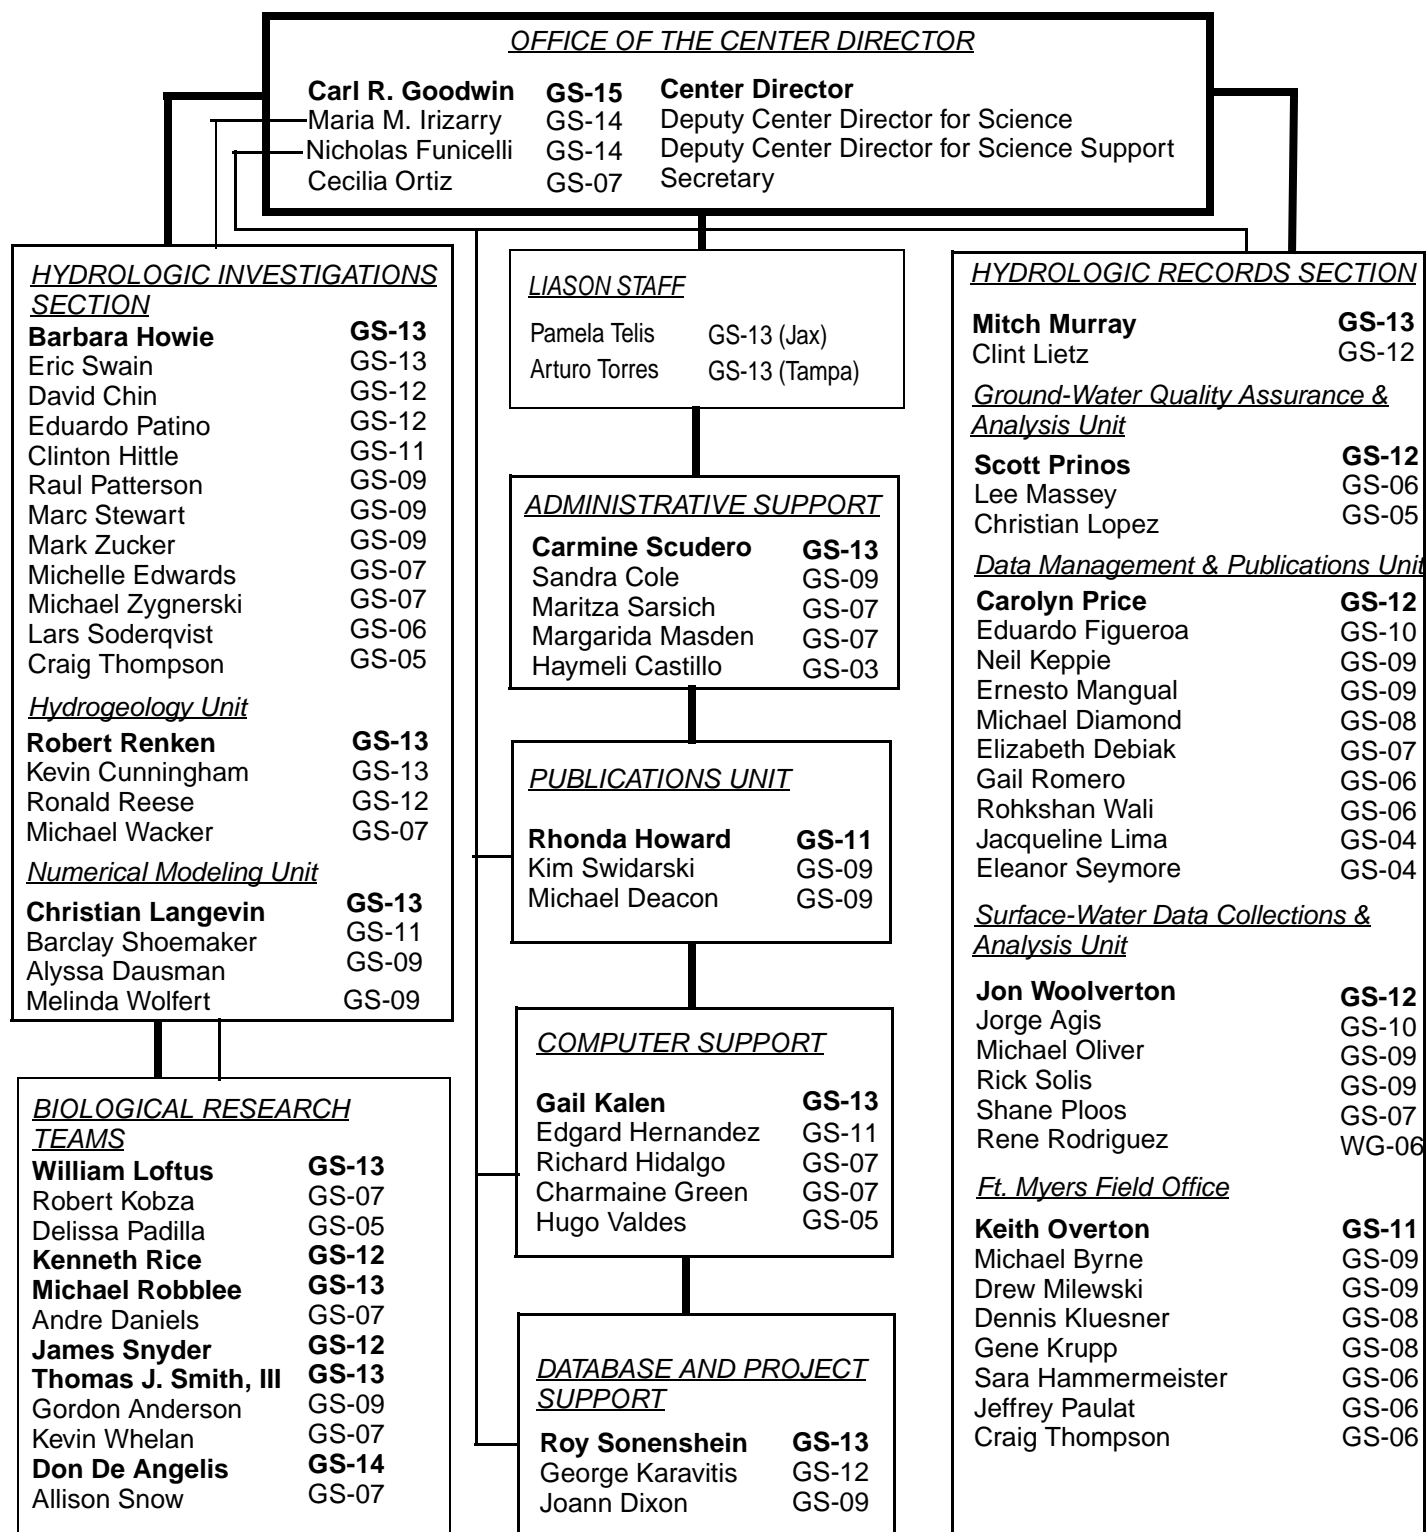 OFFICE OF THE CENTER DIRECTOR
Carl R. Goodwin GS-15 Center Director
Maria M. Irizarry GS-14 Deputy Center Director for Science
Nicholas Funicelli GS-14 Deputy Center Director for Science Support
Cecilia Ortiz GS-07 Secretary
HYDROLOGIC INVESTIGATIONS
SECTION
Barbara Howie GS-13
Eric Swain GS-13
David Chin GS-12
Eduardo Patino GS-12
Clinton Hittle GS-11
Raul Patterson GS-09
Marc Stewart GS-09
Mark Zucker GS-09
Michelle Edwards GS-07
Michael Zygnerski GS-07
Lars Soderqvist GS-06
Craig Thompson GS-05
Hydrogeology Unit
Robert Renken GS-13
Kevin Cunningham GS-13
Ronald Reese GS-12
Michael Wacker GS-07
Numerical Modeling Unit
Christian Langevin GS-13
Barclay Shoemaker GS-11
Alyssa Dausman GS-09
Melinda Wolfert GS-09
BIOLOGICAL RESEARCH
TEAMS
William Loftus GS-13
Robert Kobza GS-07
Delissa Padilla GS-05
Kenneth Rice GS-12
Michael Robblee GS-13
Andre Daniels GS-07
James Snyder GS-12
Thomas J. Smith, III GS-13
Gordon Anderson GS-09
Kevin Whelan GS-07
Don De Angelis GS-14
Allison Snow GS-07
LIASON STAFF
Pamela Telis GS-13 (Jax)
Arturo Torres GS-13 (Tampa)
ADMINISTRATIVE SUPPORT
Carmine Scudero GS-13
Sandra Cole GS-09
Maritza Sarsich GS-07
Margarida Masden GS-07
Haymeli Castillo GS-03
PUBLICATIONS UNIT
Rhonda Howard GS-11
Kim Swidarski GS-09
Michael Deacon GS-09
COMPUTER SUPPORT
Gail Kalen GS-13
Edgard Hernandez GS-11
Richard Hidalgo GS-07
Charmaine Green GS-07
Hugo Valdes GS-05
DATABASE AND PROJECT
SUPPORT
Roy Sonenshein GS-13
George Karavitis GS-12
Joann Dixon GS-09
HYDROLOGIC RECORDS SECTION
Mitch Murray GS-13
Clint Lietz GS-12
Ground-Water Quality Assurance &
Analysis Unit
Scott Prinos GS-12
Lee Massey GS-06
Christian Lopez GS-05
Data Management & Publications Unit
Carolyn Price GS-12
Eduardo Figueroa GS-10
Neil Keppie GS-09
Ernesto Mangual GS-09
Michael Diamond GS-08
Elizabeth Debiak GS-07
Gail Romero GS-06
Rohkshan Wali GS-06
Jacqueline Lima GS-04
Eleanor Seymore GS-04
Surface-Water Data Collections &
Analysis Unit
Jon Woolverton GS-12
Jorge Agis GS-10
Michael Oliver GS-09
Rick Solis GS-09
Shane Ploos GS-07
Rene Rodriguez WG-06
Ft. Myers Field Office
Keith Overton GS-11
Michael Byrne GS-09
Drew Milewski GS-09
Dennis Kluesner GS-08
Gene Krupp GS-08
Sara Hammermeister GS-06
Jeffrey Paulat GS-06
Craig Thompson GS-06